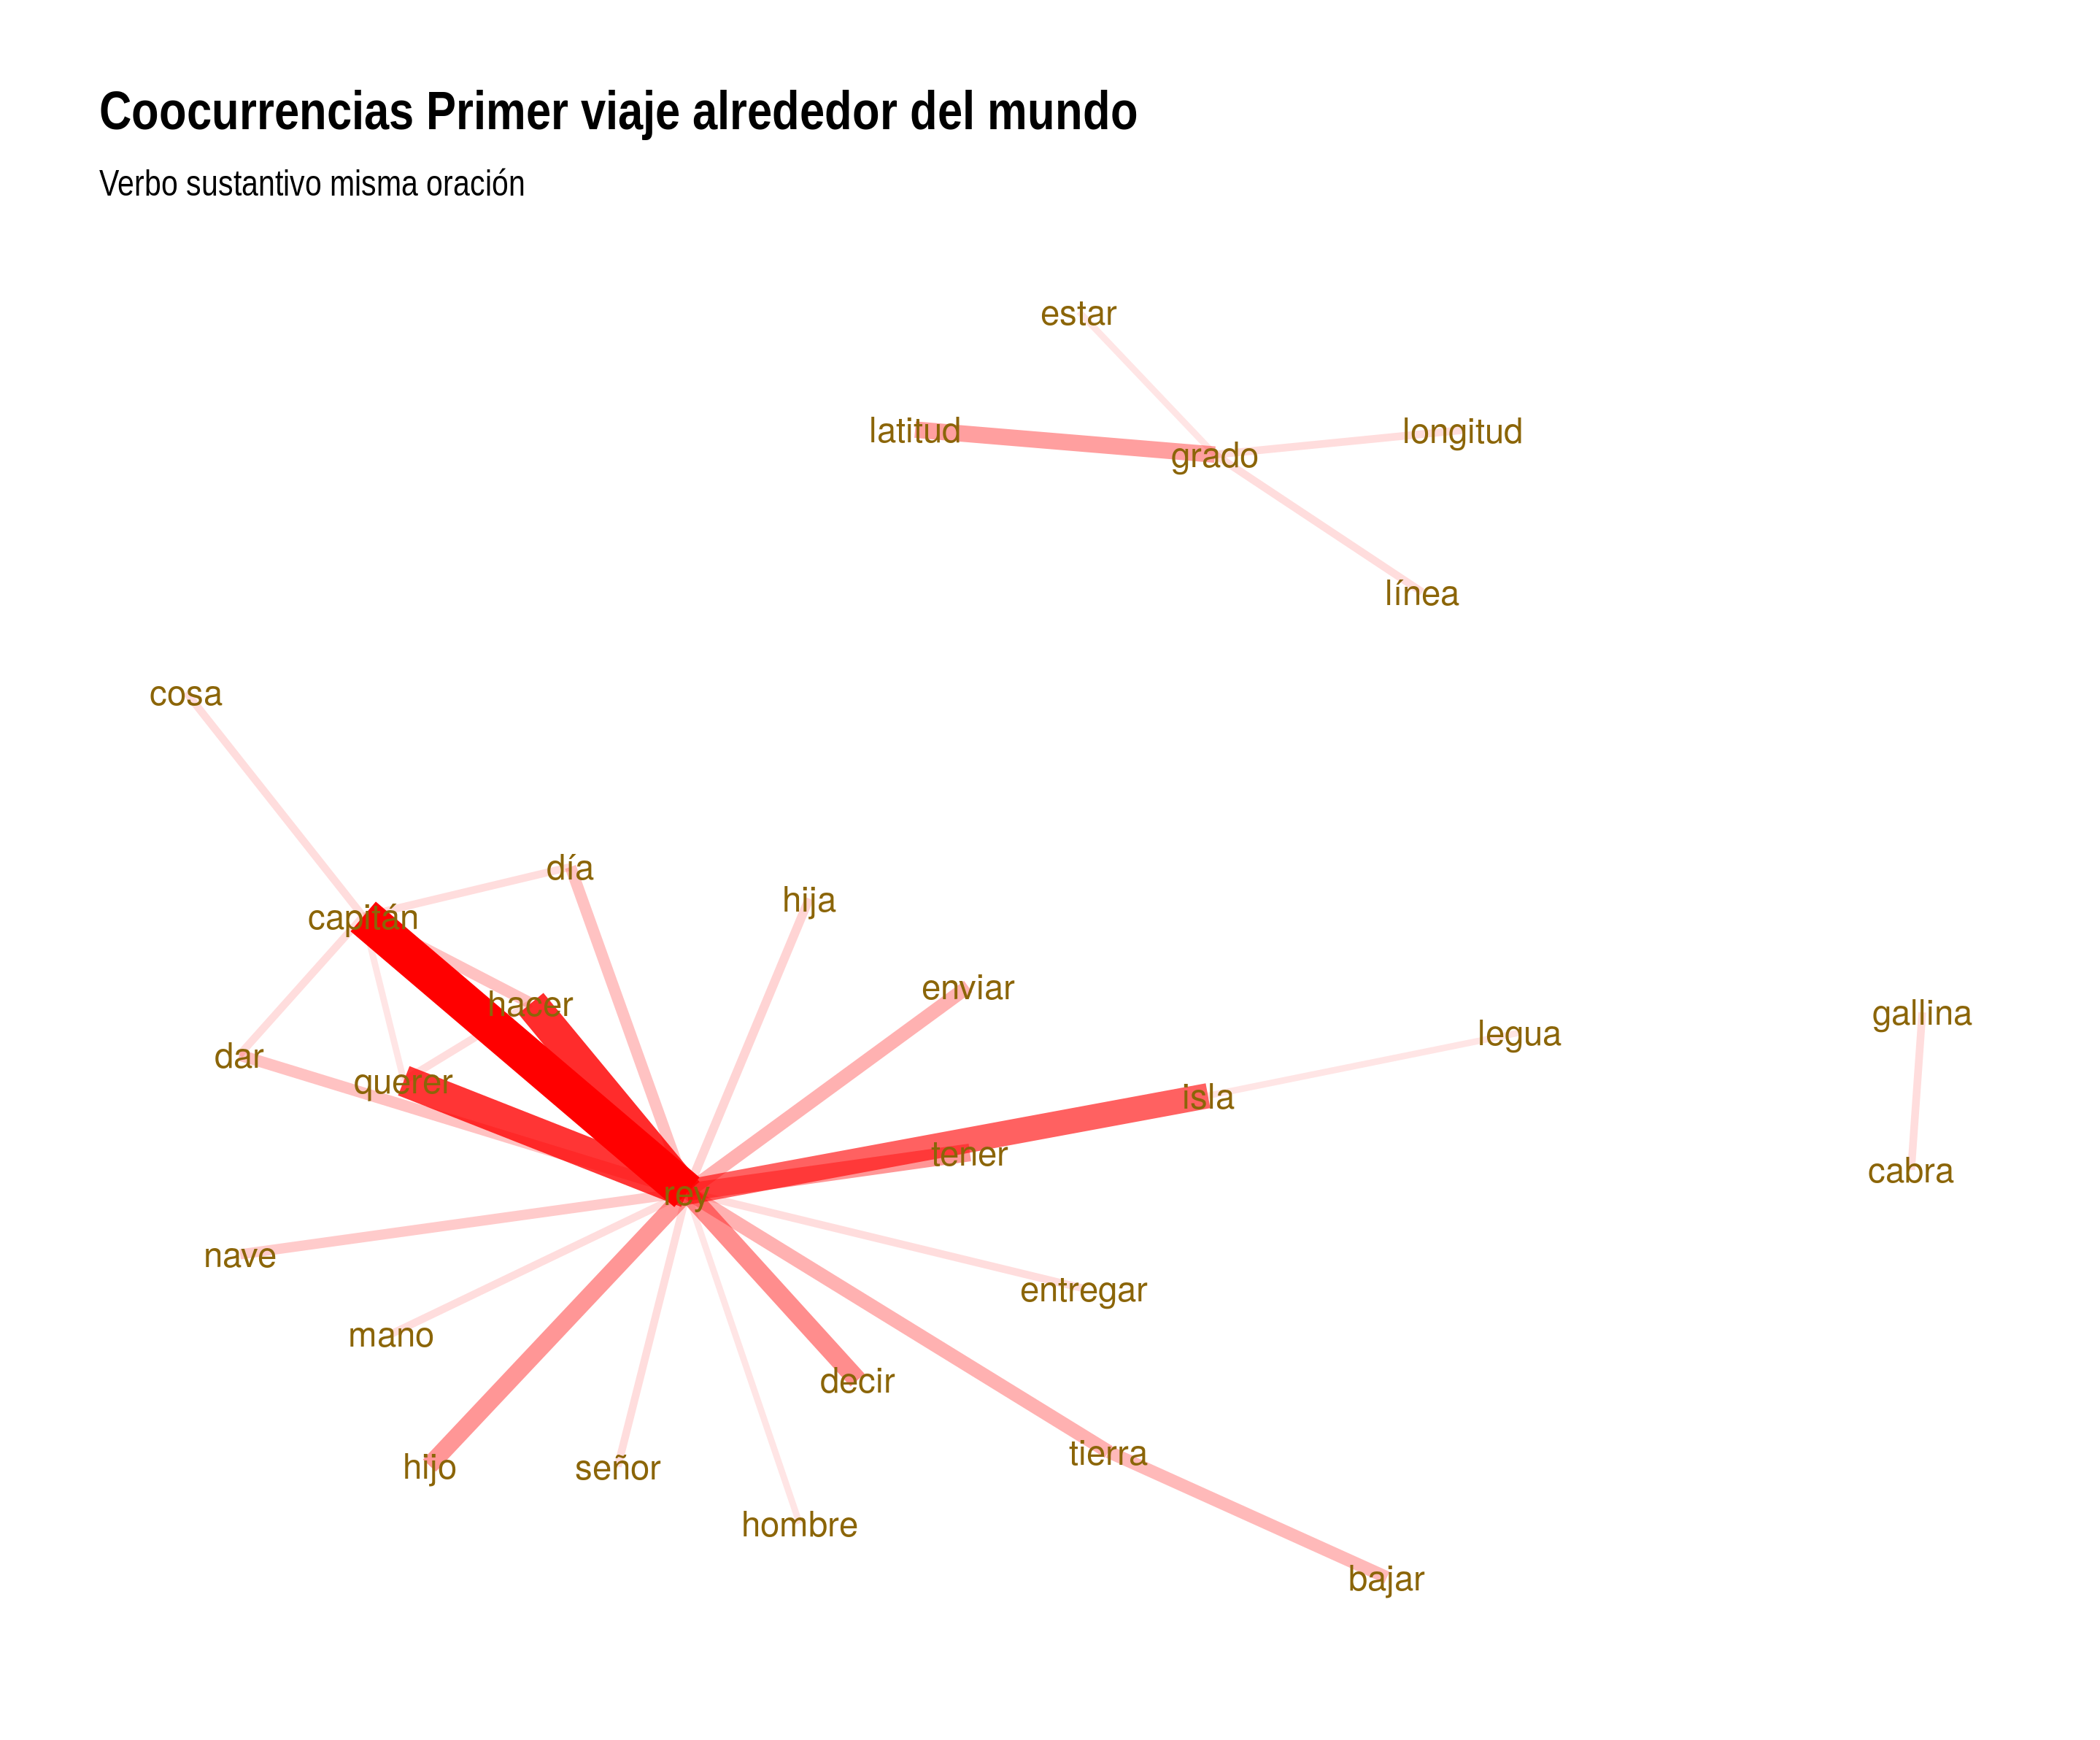 Coocurrencias Primer viaje alrededor del mundo
Verbo sustantivo misma oración
estar
latitud
longitud
grado
línea
cosa
día
hija
capitán
enviar
hacer
gallina
legua
dar
querer
isla
tener
cabra
rey
nave
entregar
mano
decir
tierra
hijo
señor
hombre
bajar